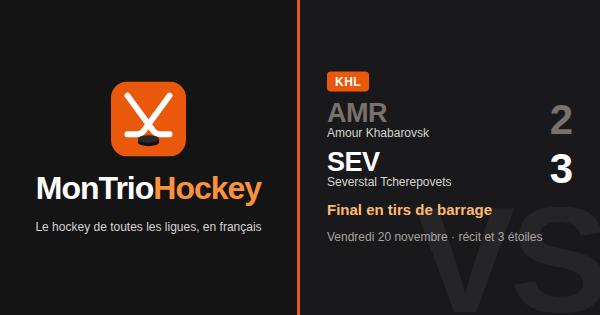 MonTrioHockey
Le hockey de toutes les ligues, en français
KHL
AMR 2
Amour Khabarovsk
SEV 3
Severstal Tcherepovets
Final en tirs de barrage
Vendredi 20 novembre · récit et 3 étoiles
VS